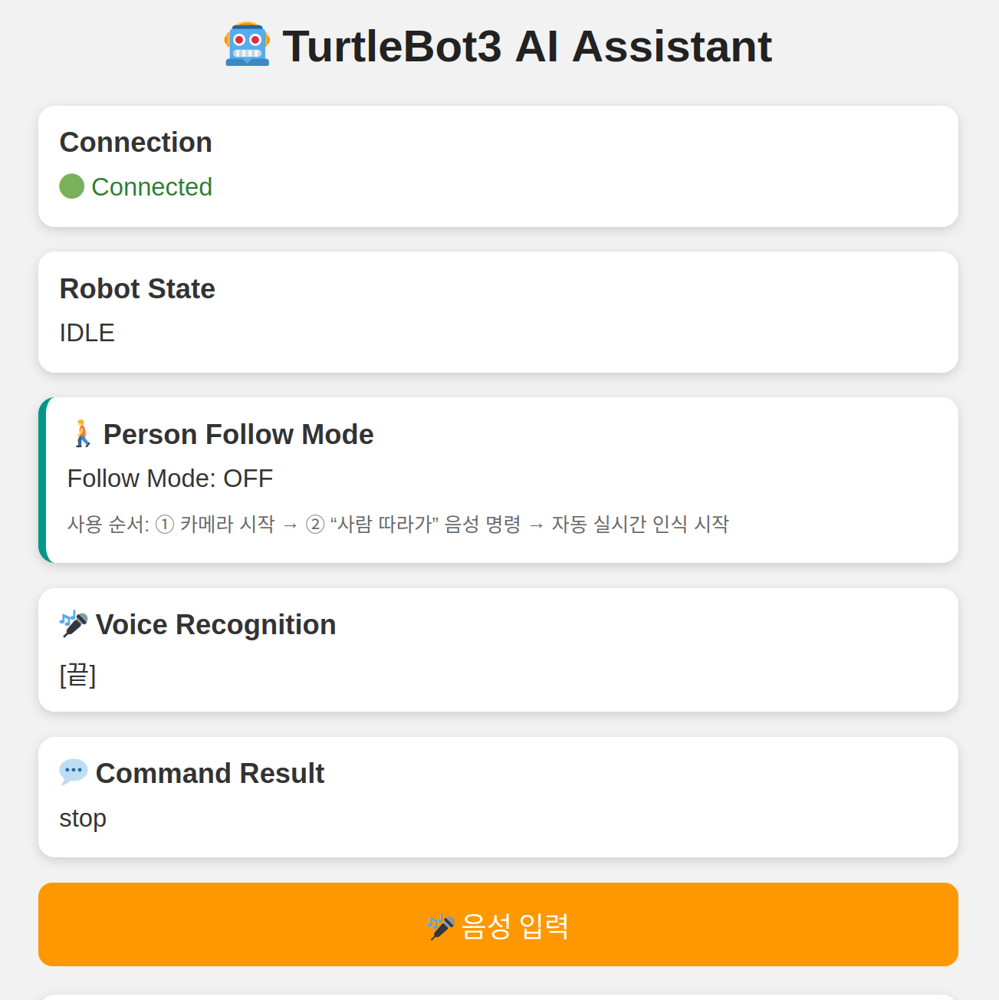 TurtleBot3 AI Assistant
Connection
Connected
Robot State
IDLE
Person Follow Mode
Follow Mode: OFF
사용 순서: ① 카메라 시작 → ② “사람 따라가” 음성 명령 → 자동 실시간 인식 시작
Voice Recognition
[끝]
Command Result
stop
음성 입력